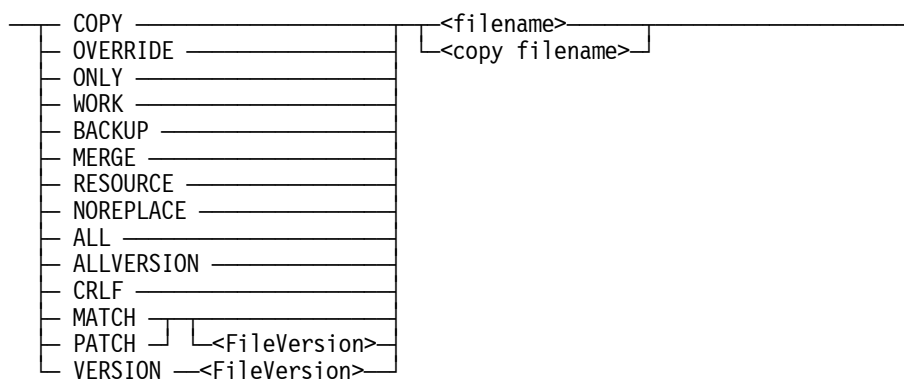 COPY <filename>
OVERRIDE <copy filename>
ONLY
WORK
BACKUP
MERGE
RESOURCE
NOREPLACE
ALL
ALLVERSION
CRLF
MATCH
PATCH <FileVersion>
VERSION <FileVersion>